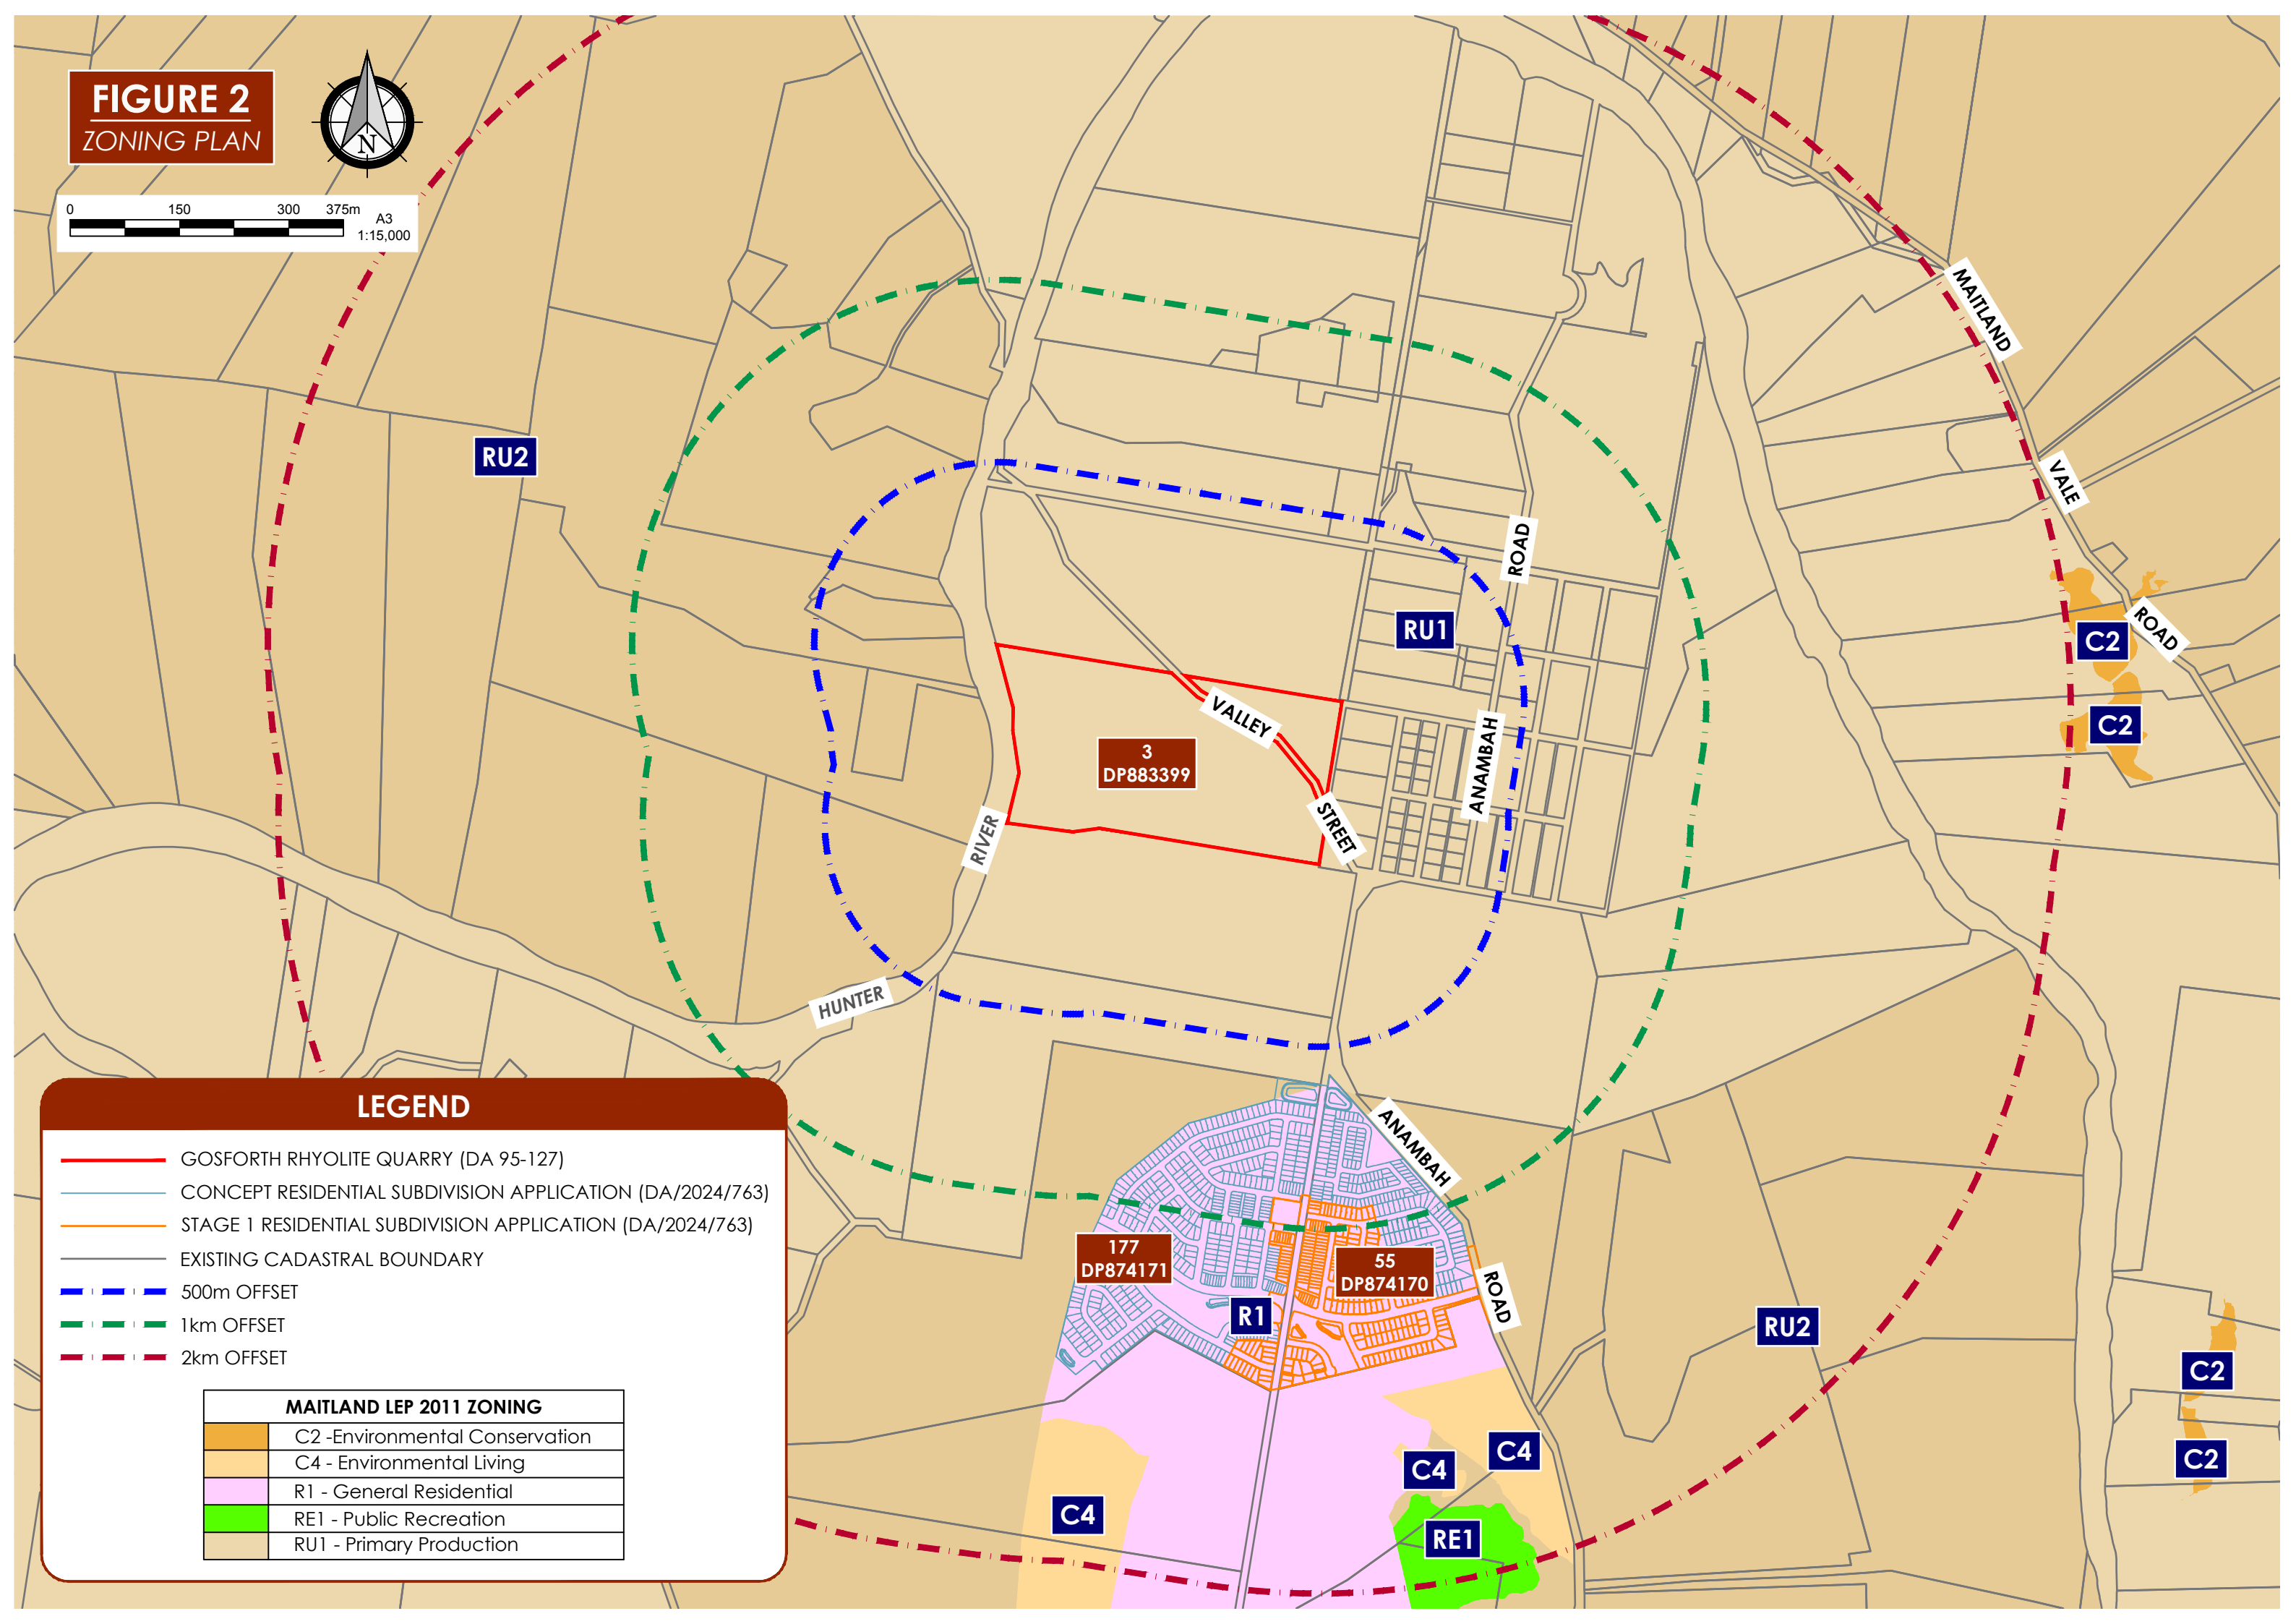 FIGURE 2
ZONING PLAN
N
0 150 300 375m
A3
1:15,000
MAITLAND
VALE
ROAD
RU2
ROAD
RU1
C2
C2
VALLEY
STREET
ANAMBAH
3
DP883399
RIVER
HUNTER
ANAMBAH
ROAD
177
DP874171
55
DP874170
R1
RU2
C2
C2
C4
C4
C4
RE1
LEGEND
GOSFORTH RHYOLITE QUARRY (DA 95-127)
CONCEPT RESIDENTIAL SUBDIVISION APPLICATION (DA/2024/763)
STAGE 1 RESIDENTIAL SUBDIVISION APPLICATION (DA/2024/763)
EXISTING CADASTRAL BOUNDARY
500m OFFSET
1km OFFSET
2km OFFSET
MAITLAND LEP 2011 ZONING
C2 -Environmental Conservation
C4 - Environmental Living
R1 - General Residential
RE1 - Public Recreation
RU1 - Primary Production